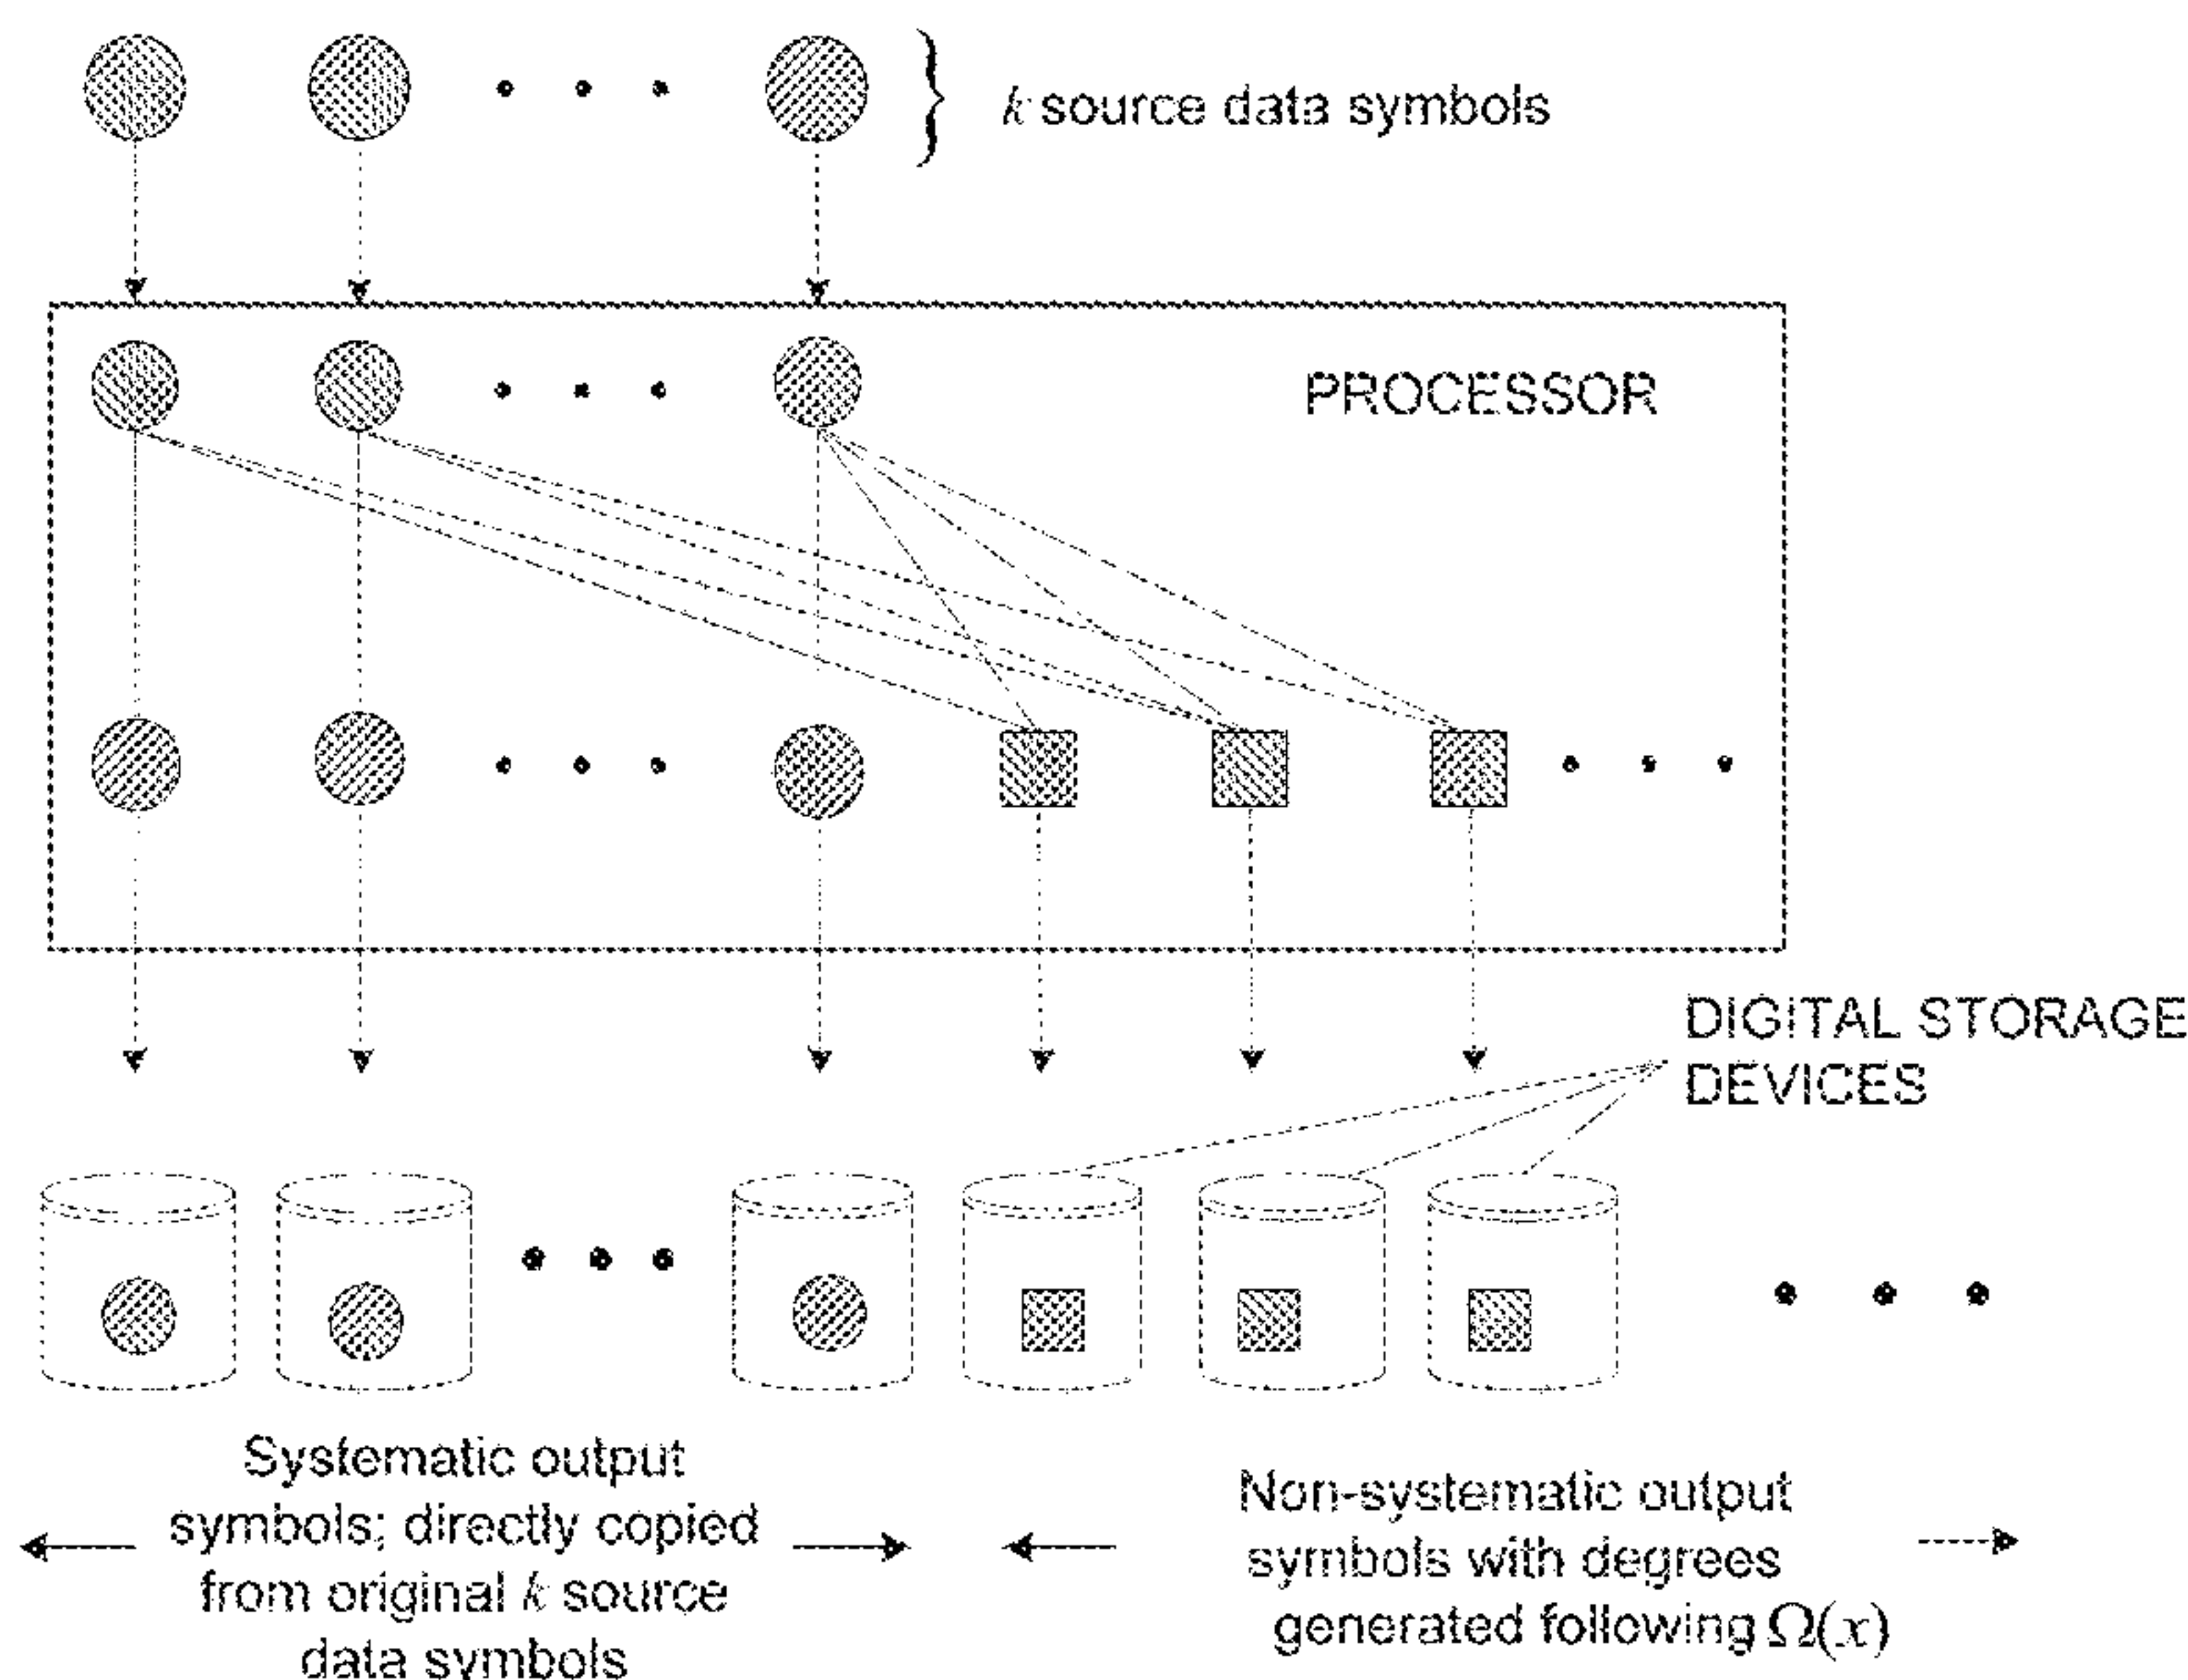 k source data symbols
PROCESSOR
DIGITAL STORAGE
DEVICES
Systematic output
symbols; directly copied
from original k source
data symbols
Non-systematic output
symbols with degrees
generated following Ω(x)